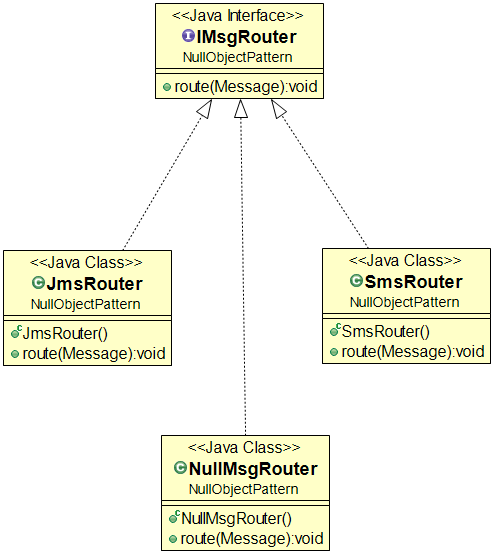 <<Java Interface>>
IMsgRouter
NullObjectPattern
route(Message):void
<<Java Class>>
JmsRouter
NullObjectPattern
JmsRouter()
route(Message):void
<<Java Class>>
SmsRouter
NullObjectPattern
SmsRouter()
route(Message):void
<<Java Class>>
NullMsgRouter
NullObjectPattern
NullMsgRouter()
route(Message):void